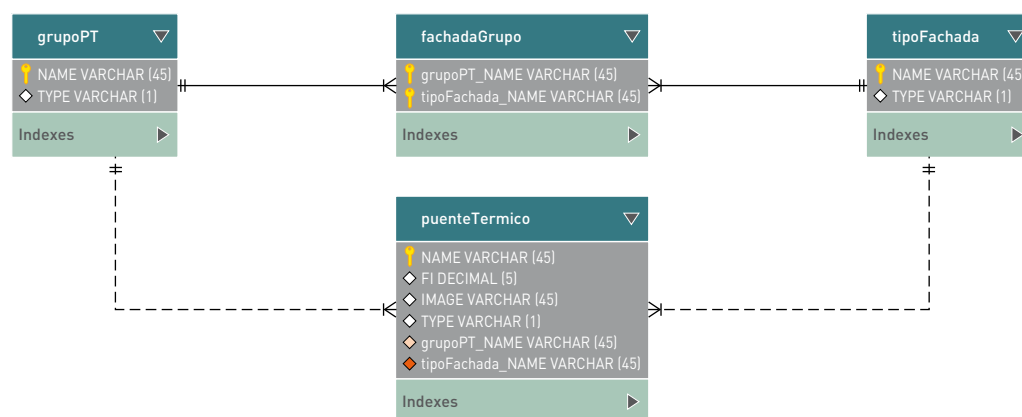 grupoPT
NAME VARCHAR (45)
TYPE VARCHAR (1)
Indexes
fachadaGrupo
grupoPT_NAME VARCHAR (45)
tipoFachada_NAME VARCHAR (45)
Indexes
tipoFachada
NAME VARCHAR (45
TYPE VARCHAR (1)
Indexes
puenteTermico
NAME VARCHAR (45)
FI DECIMAL (5)
IMAGE VARCHAR (45)
TYPE VARCHAR (1)
grupoPT_NAME VARCHAR (45)
tipoFachada_NAME VARCHAR (45)
Indexes